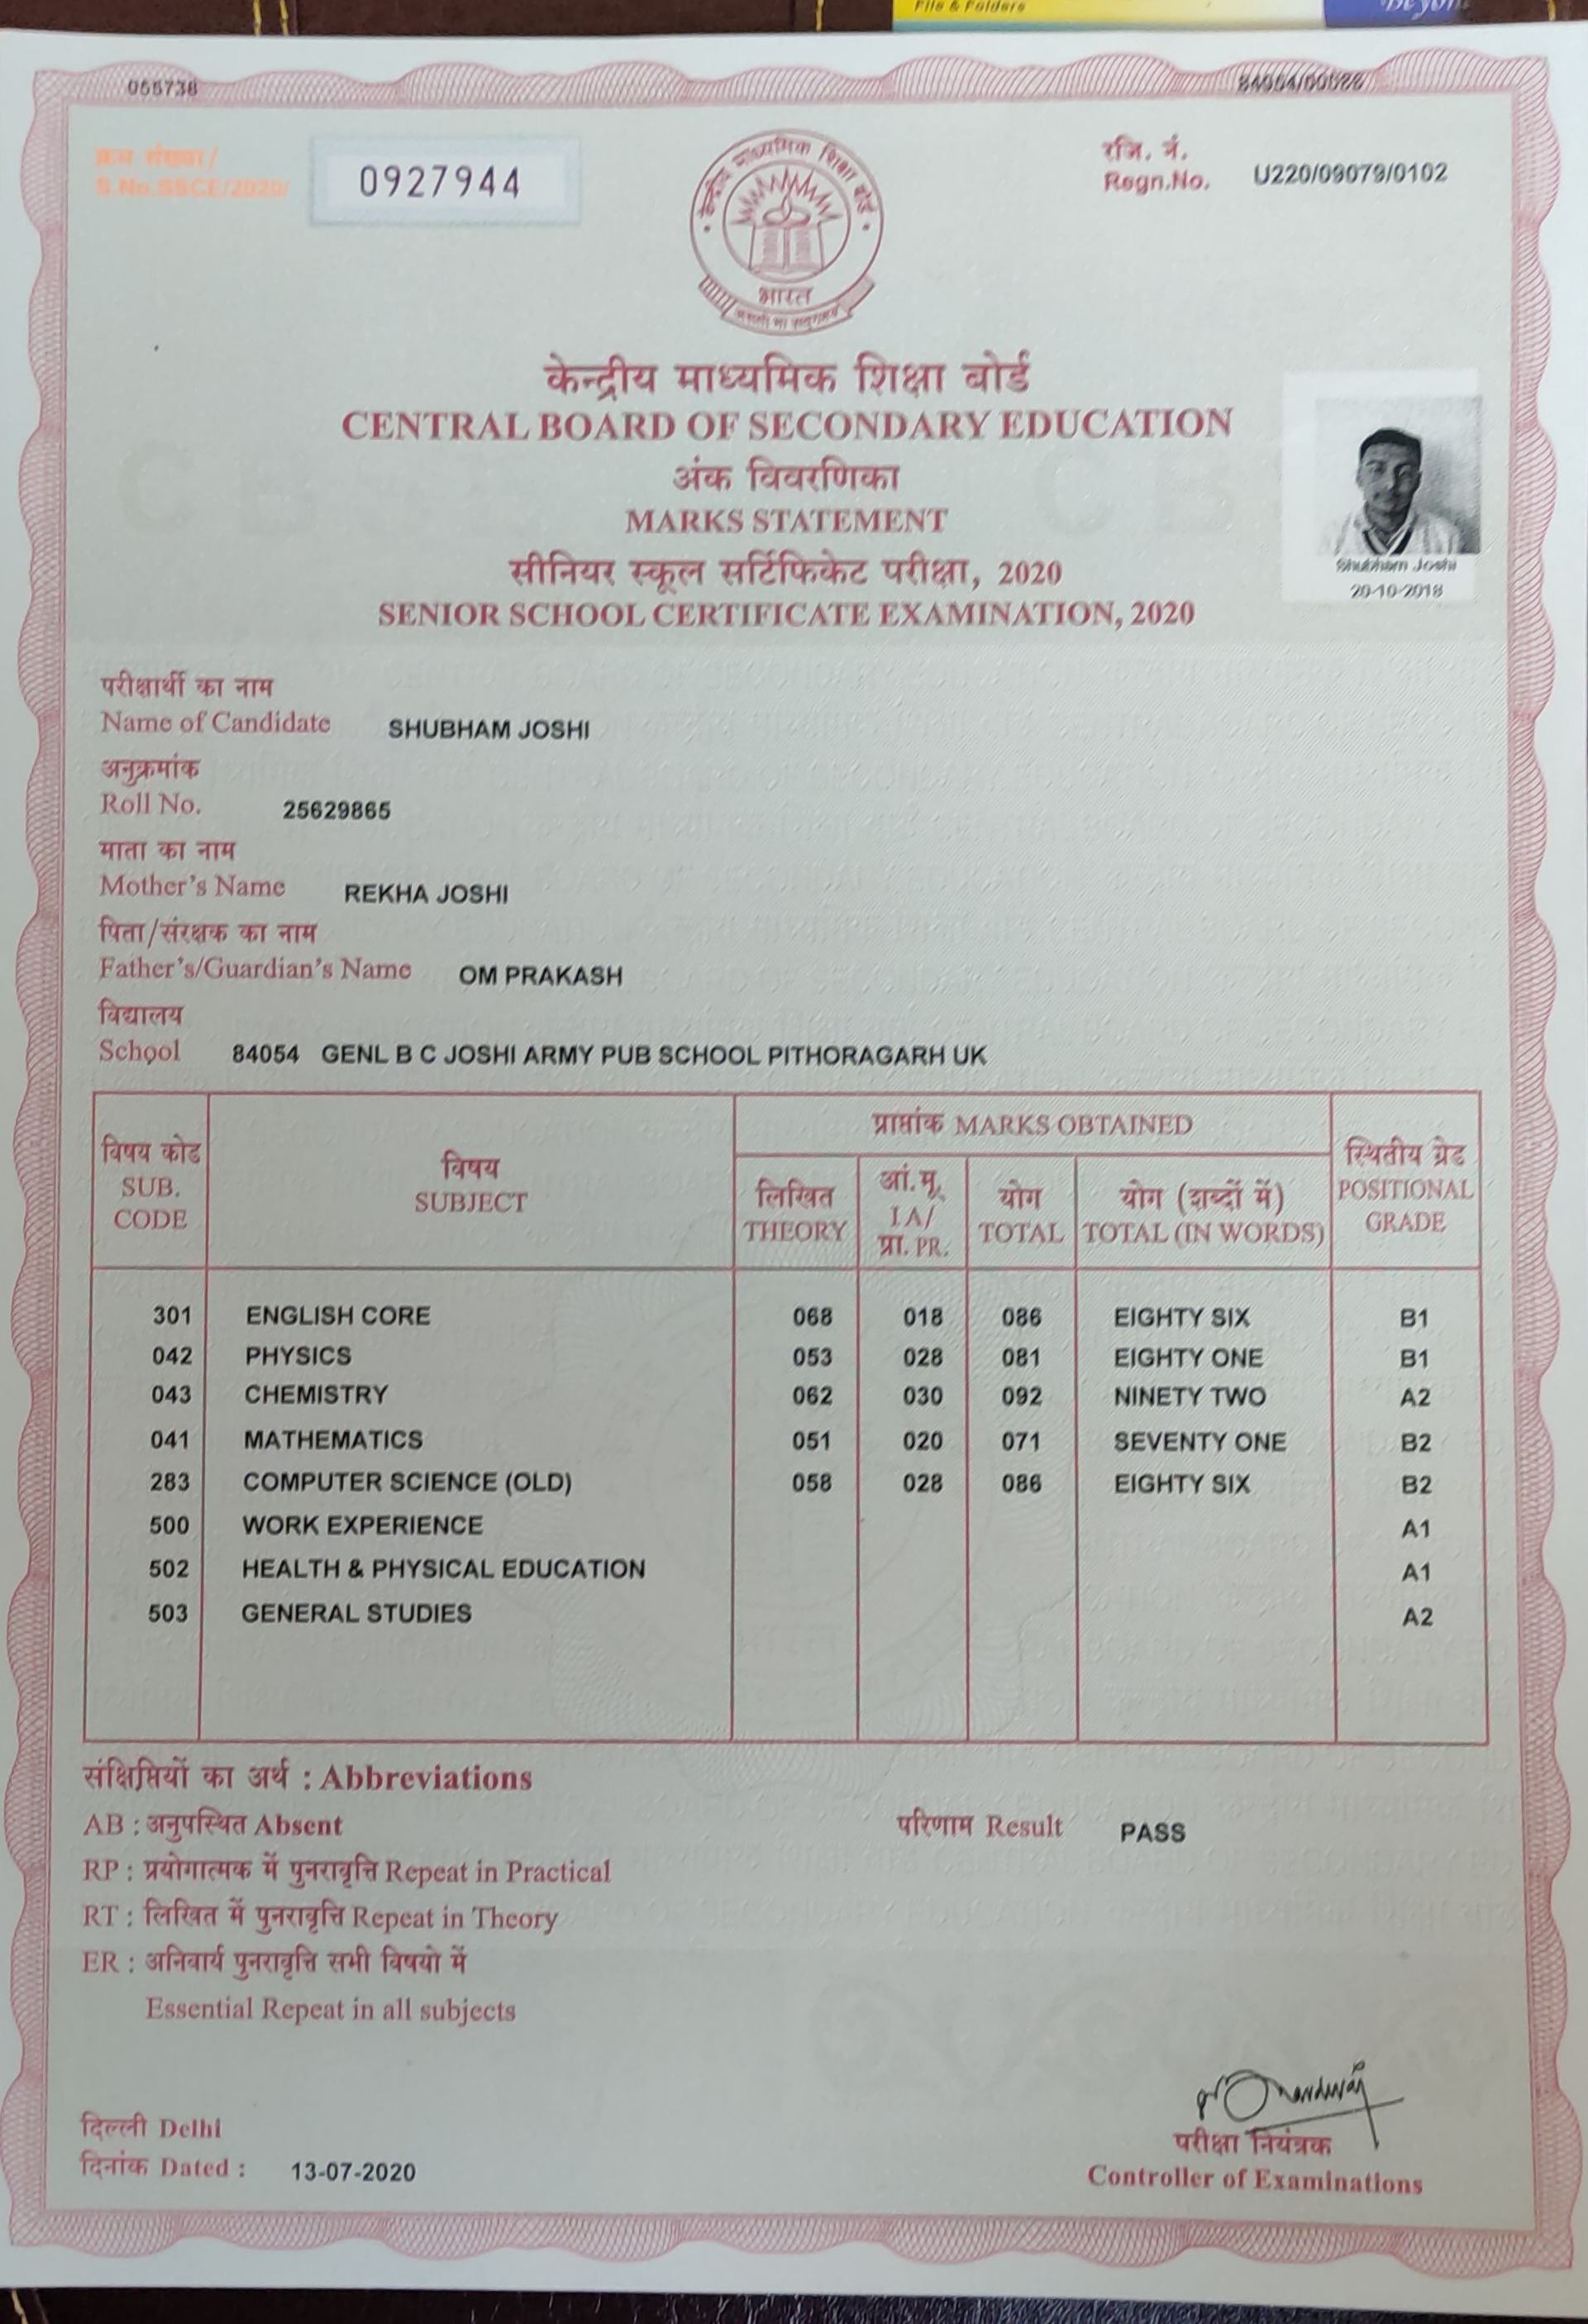 File & Folders
055738
क्रम संख्या /
S.No.SSCE/2020/
0927944
रजि. नं.
Regn.No. U220/09079/0102
केन्द्रीय माध्यमिक शिक्षा बोर्ड
भारत
केन्द्रीय माध्यमिक शिक्षा बोर्ड
CENTRAL BOARD OF SECONDARY EDUCATION
अंक विवरणिका
MARKS STATEMENT
सीनियर स्कूल सर्टिफिकेट परीक्षा, 2020
SENIOR SCHOOL CERTIFICATE EXAMINATION, 2020
Shubham Joshi
20-10-2018
परीक्षार्थी का नाम
Name of Candidate SHUBHAM JOSHI
अनुक्रमांक
Roll No. 25629865
माता का नाम
Mother's Name REKHA JOSHI
पिता/संरक्षक का नाम
Father's/Guardian's Name OM PRAKASH
विद्यालय
School 84054 GENL B C JOSHI ARMY PUB SCHOOL PITHORAGARH UK
विषय कोड
SUB.
CODE
विषय
SUBJECT
प्राप्तांक MARKS OBTAINED
लिखित
THEORY
आं.मू.
IA/
प्रा. PR.
योग
TOTAL
योग (शब्दों में)
TOTAL (IN WORDS)
स्थितीय ग्रेड
POSITIONAL
GRADE
301 ENGLISH CORE 068 018 086 EIGHTY SIX B1
042 PHYSICS 053 028 081 EIGHTY ONE B1
043 CHEMISTRY 062 030 092 NINETY TWO A2
041 MATHEMATICS 051 020 071 SEVENTY ONE B2
283 COMPUTER SCIENCE (OLD) 058 028 086 EIGHTY SIX B2
500 WORK EXPERIENCE A1
502 HEALTH & PHYSICAL EDUCATION A1
503 GENERAL STUDIES A2
संक्षिप्तियों का अर्थ : Abbreviations
AB : अनुपस्थित Absent
परिणाम Result PASS
RP : प्रयोगात्मक में पुनरावृत्ति Repeat in Practical
RT : लिखित में पुनरावृत्ति Repeat in Theory
ER : अनिवार्य पुनरावृत्ति सभी विषयो में
Essential Repeat in all subjects
दिल्ली Delhi
दिनांक Dated : 13-07-2020
परीक्षा नियंत्रक
Controller of Examinations